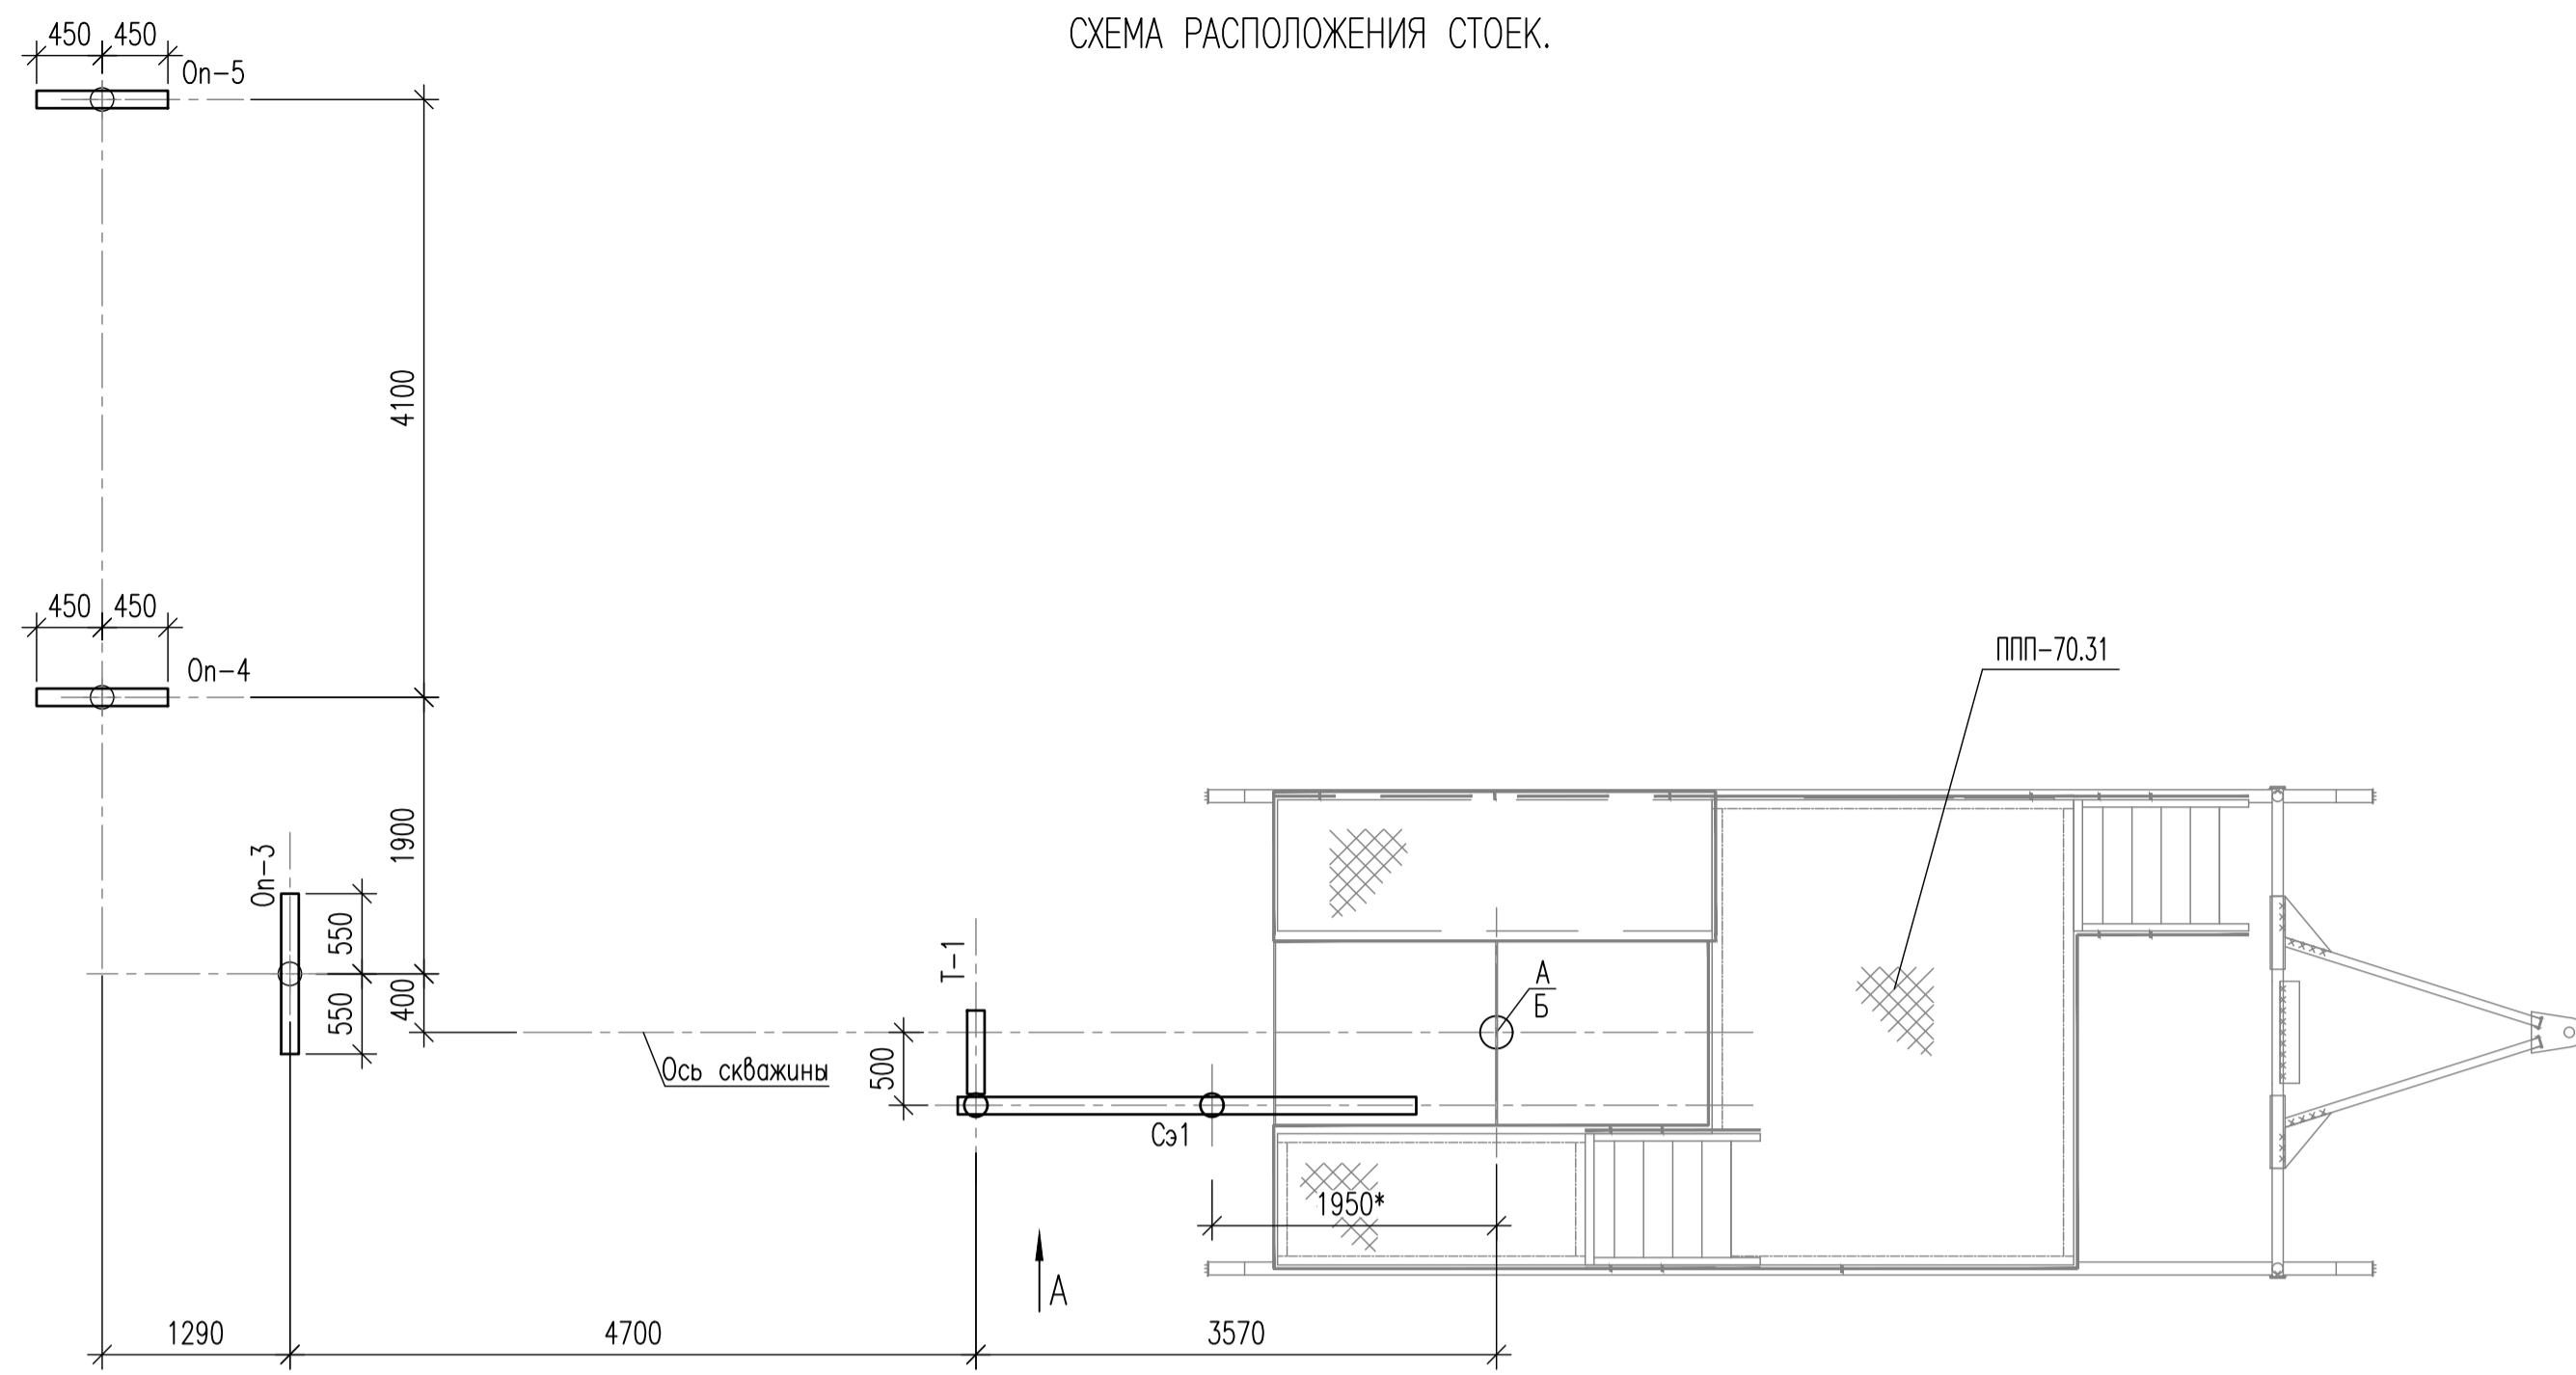 СХЕМА РАСПОЛОЖЕНИЯ СТОЕК.
450 450
Оп-5
4100
450 450
Оп-4
ППП-70.31
1900
Оп-3
550
550
400
Т-1
А
Б
500
Ось скважины
Сэ1
1950*
А
1290
4700
3570